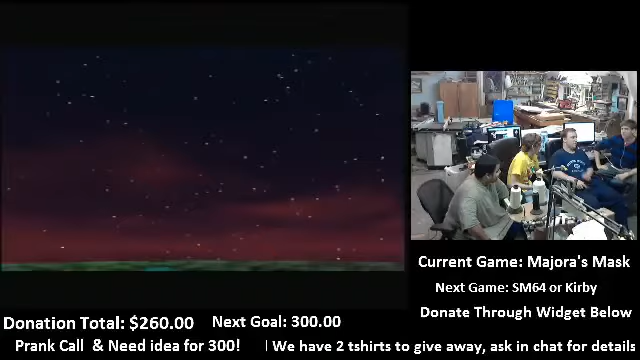 Current Game: Majora's Mask
Next Game: SM64 or Kirby
Donate Through Widget Below
Donation Total: $260.00 Next Goal: 300.00
Prank Call & Need idea for 300! | We have 2 tshirts to give away, ask in chat for details